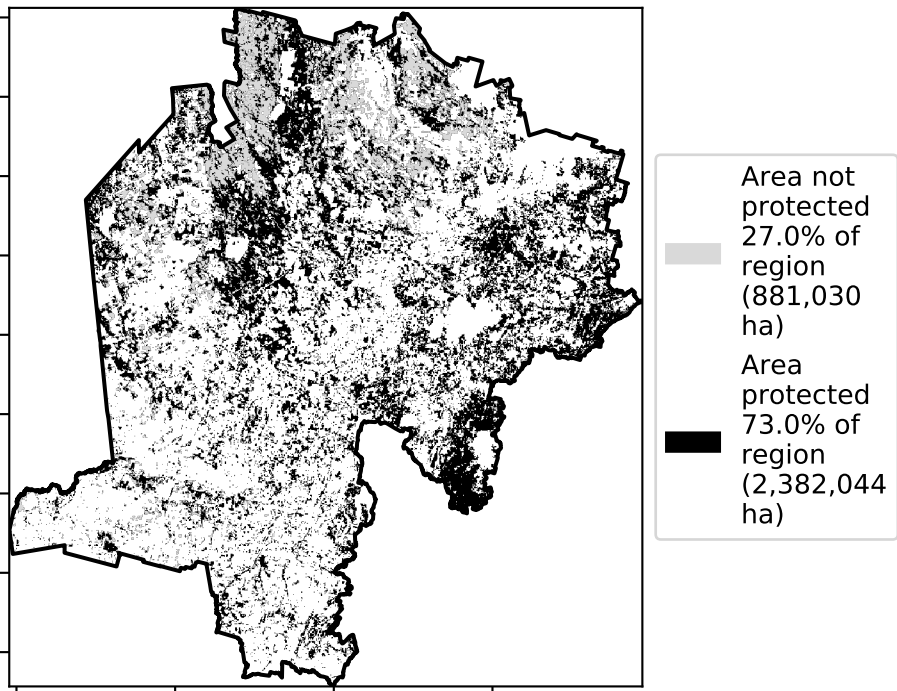 Area not
protected
27.0% of
region
(881,030
ha)
Area
protected
73.0% of
region
(2,382,044
ha)